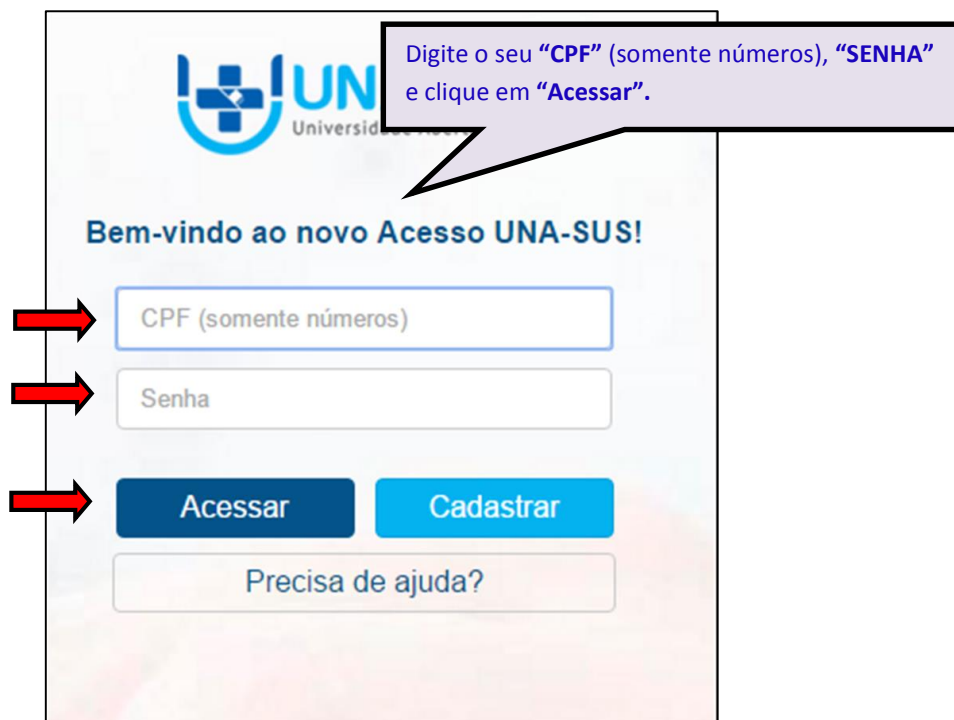 Digite o seu “CPF” (somente números), “SENHA”
e clique em “Acessar”.
UN
Bem-vindo ao novo Acesso UNA-SUS!
CPF (somente números)
Senha
Acessar
Cadastrar
Precisa de ajuda?